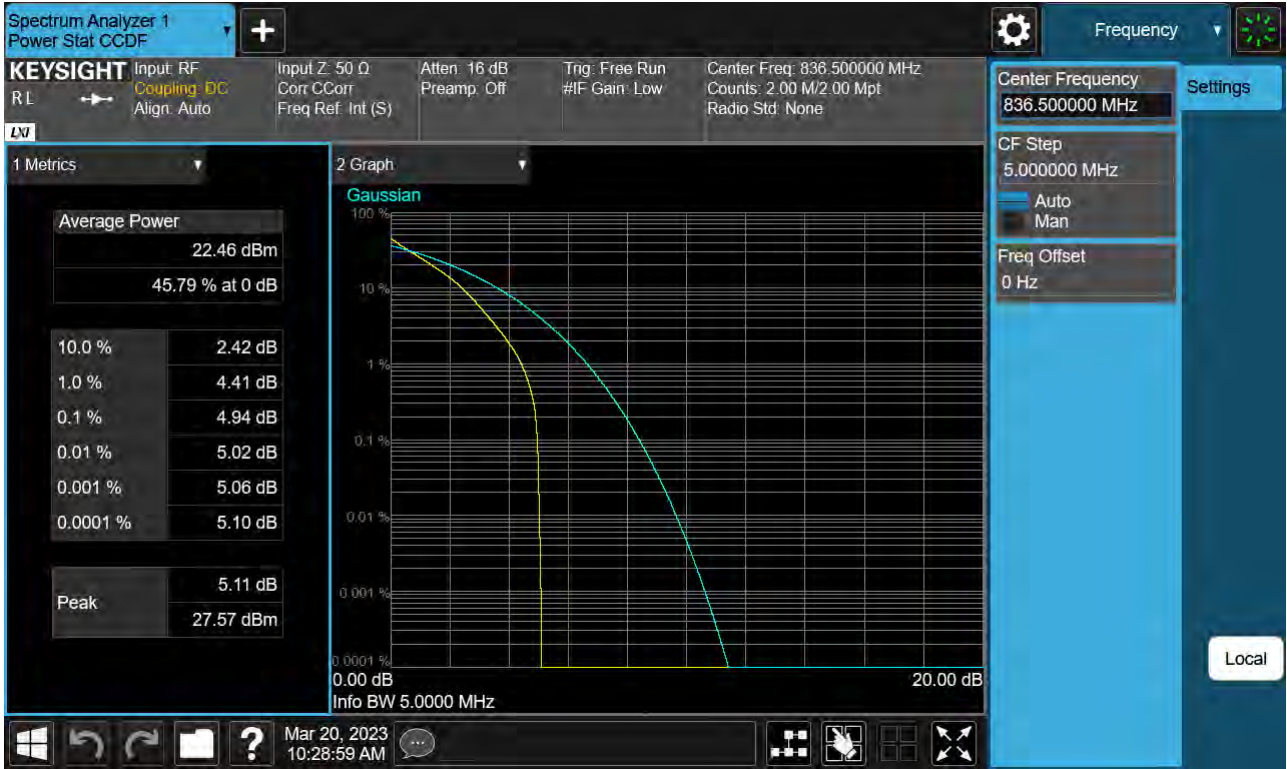 Spectrum Analyzer 1
Power Stat CCDF
+
Frequency
KEYSIGHT
R L
LXI
Input: RF
Coupling: DC
Align: Auto
Input Z: 50 Ω
Corr CCorr
Freq Ref: Int (S)
Atten: 16 dB
Preamp: Off
Trig: Free Run
#IF Gain: Low
Center Freq: 836.500000 MHz
Counts: 2.00 M/2.00 Mpt
Radio Std: None
Center Frequency
836.500000 MHz
Settings
CF Step
5.000000 MHz
Auto
Man
Freq Offset
0 Hz
Local
1 Metrics
Average Power
22.46 dBm
45.79 % at 0 dB
10.0 % 2.42 dB
1.0 % 4.41 dB
0.1 % 4.94 dB
0.01 % 5.02 dB
0.001 % 5.06 dB
0.0001 % 5.10 dB
Peak
5.11 dB
27.57 dBm
2 Graph
Gaussian
100 %
10 %
1 %
0.1 %
0.01 %
0.001 %
0.0001 %
0.00 dB 20.00 dB
Info BW 5.0000 MHz
?
Mar 20, 2023
10:28:59 AM